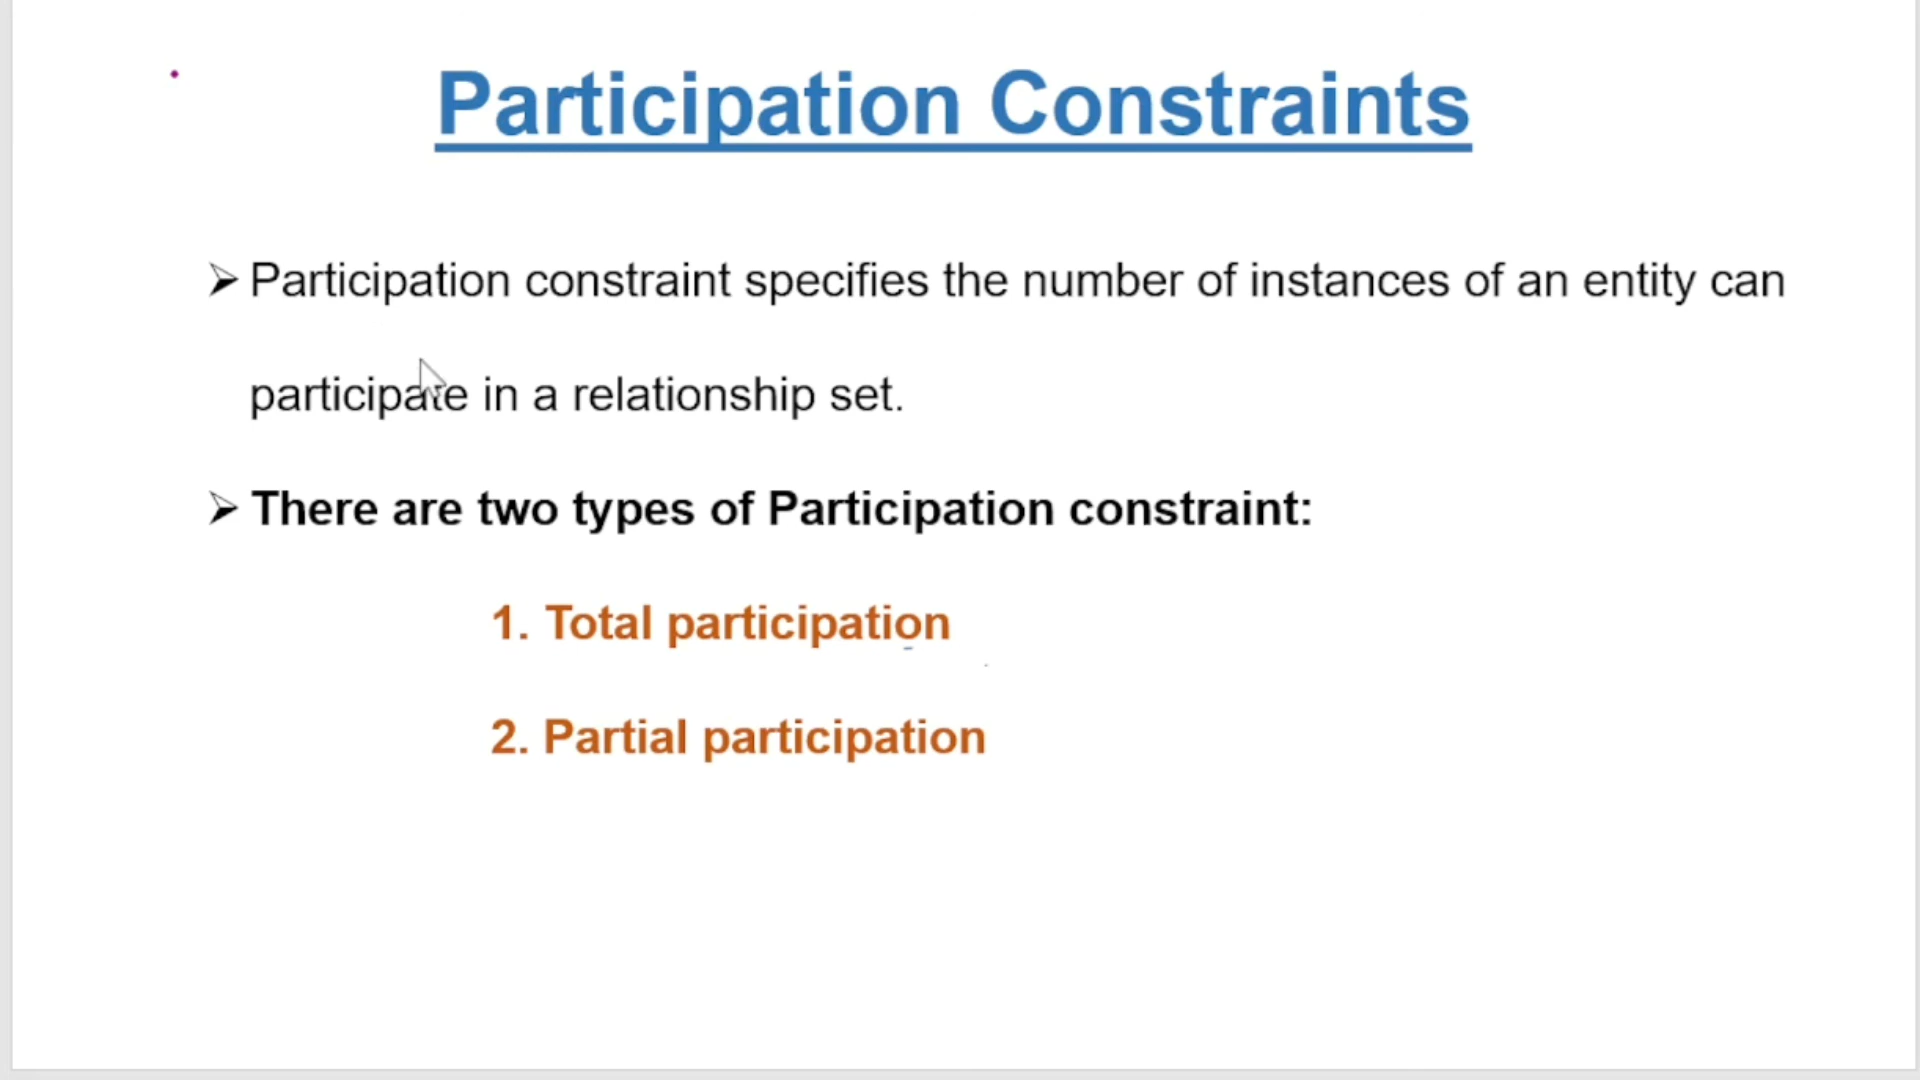 Participation Constraints
➢ Participation constraint specifies the number of instances of an entity can
participate in a relationship set.
➢ There are two types of Participation constraint:
1. Total participation
2. Partial participation